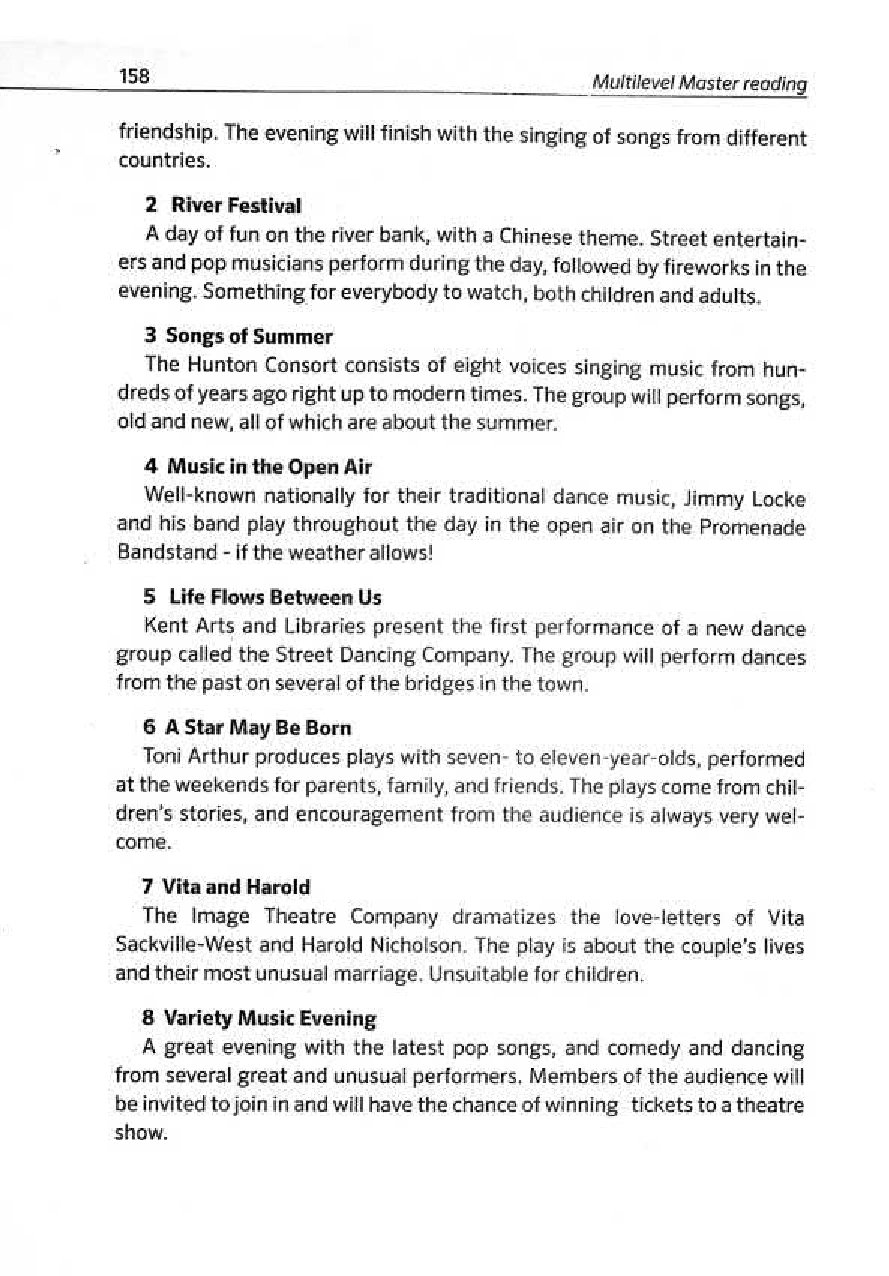 158
Multilevel Master reading
friendship. The evening will finish with the singing of songs from different
countries.
2 River Festival
A day of fun on the river bank, with a Chinese theme. Street entertain-
ers and pop musicians perform during the day, followed by fireworks in the
evening. Something for everybody to watch, both children and adults.
3 Songs of Summer
The Hunton Consort consists of eight voices singing music from hun-
dreds of years ago right up to modern times. The group will perform songs,
old and new, all of which are about the summer.
4 Music in the Open Air
Well-known nationally for their traditional dance music, Jimmy Locke
and his band play throughout the day in the open air on the Promenade
Bandstand - if the weather allows!
5 Life Flows Between Us
Kent Arts and Libraries present the first performance of a new dance
group called the Street Dancing Company. The group will perform dances
from the past on several of the bridges in the town.
6 A Star May Be Born
Toni Arthur produces plays with seven- to eleven-year-olds, performed
at the weekends for parents, family, and friends. The plays come from chil-
dren's stories, and encouragement from the audience is always very wel-
come.
7 Vita and Harold
The Image Theatre Company dramatizes the love-letters of Vita
Sackville-West and Harold Nicholson. The play is about the couple's lives
and their most unusual marriage. Unsuitable for children.
8 Variety Music Evening
A great evening with the latest pop songs, and comedy and dancing
from several great and unusual performers. Members of the audience will
be invited to join in and will have the chance of winning tickets to a theatre
show.